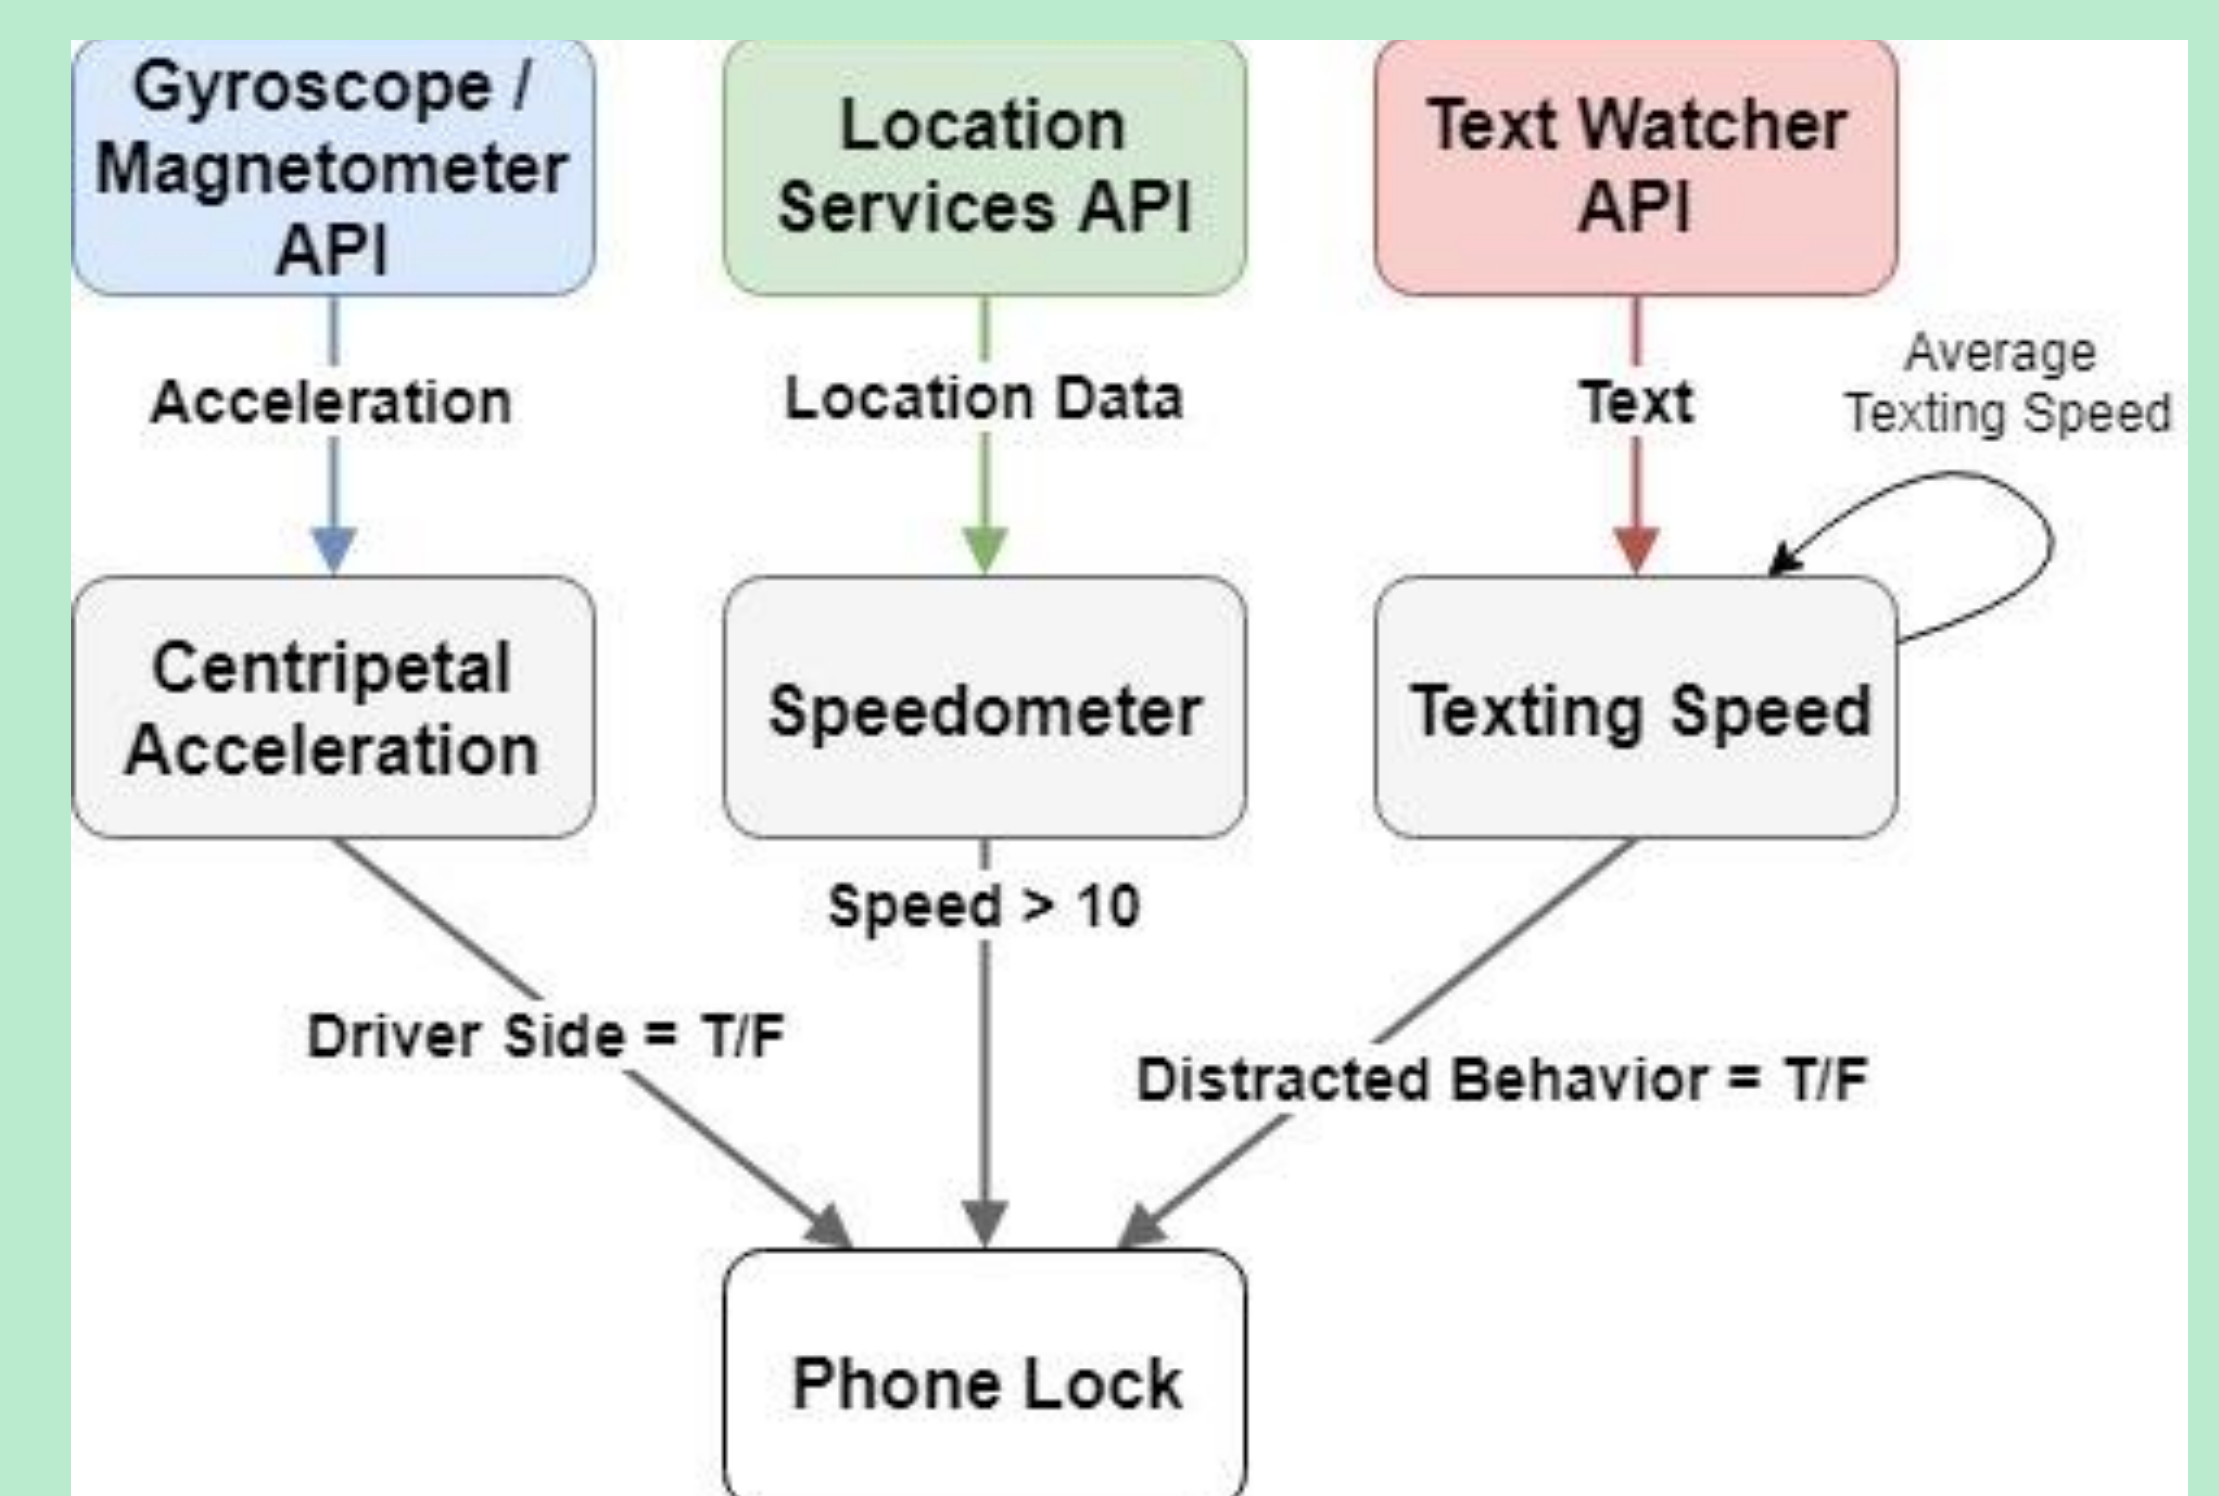 Gyroscope /
Magnetometer
API
Location
Services API
Text Watcher
API
Acceleration
Location Data
Text
Average
Texting Speed
Centripetal
Acceleration
Speedometer
Texting Speed
Speed > 10
Driver Side = T/F
Distracted Behavior = T/F
Phone Lock